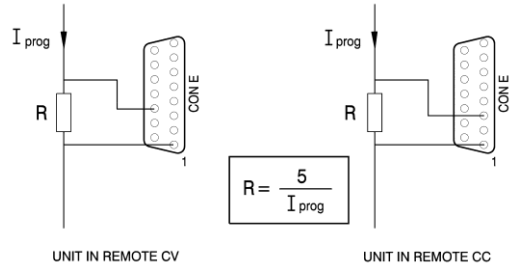 I prog
R
CON E
1
UNIT IN REMOTE CV
R = 5 / I prog
I prog
R
CON E
1
UNIT IN REMOTE CC